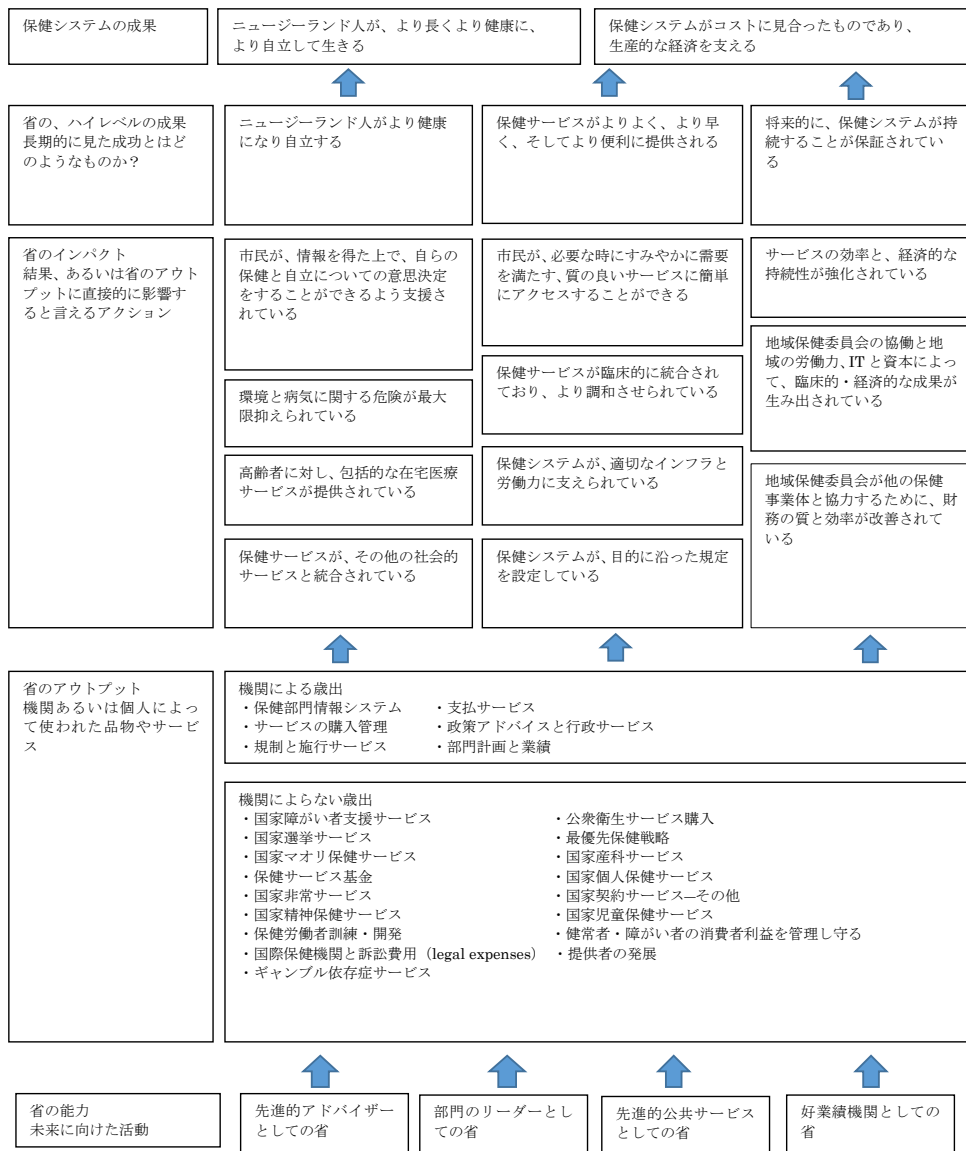 保健システムの成果
ニュージーランド人が、より長くより健康に、
より自立して生きる
保健システムがコストに見合ったものであり、
生産的な経済を支える
省の、ハイレベルの成果
長期的に見た成功とはど
のようなものか？
ニュージーランド人がより健康
になり自立する
保健サービスがよりよく、より早
く、そしてより便利に提供される
将来的に、保健システムが持
続することが保証されてい
る
省のインパクト
結果、あるいは省のアウト
プットに直接的に影響す
ると言えるアクション
市民が、情報を得た上で、自らの
保健と自立についての意思決定
をすることができるよう支援さ
れている
環境と病気に関する危険が最大
限抑えられている
高齢者に対し、包括的な在宅医療
サービスが提供されている
保健サービスが、その他の社会的
サービスと統合されている
市民が、必要な時にすみやかに需要
を満たす、質の良いサービスに簡単
にアクセスすることができる
保健サービスが臨床的に統合され
ており、より調和させられている
保健システムが、適切なインフラと
労働力に支えられている
保健システムが、目的に沿った規定
を設定している
サービスの効率と、経済的な
持続性が強化されている
地域保健委員会の協働と地
域の労働力、IT と資本によっ
て、臨床的・経済的な成果が
生み出されている
地域保健委員会が他の保健
事業体と協力するために、財
務の質と効率が改善されて
いる
省のアウトプット
機関あるいは個人によっ
て使われた品物やサービ
ス
機関による歳出
・保健部門情報システム ・支払サービス
・サービスの購入管理 ・政策アドバイスと行政サービス
・規制と施行サービス ・部門計画と業績
機関によらない歳出
・国家障がい者支援サービス ・公衆衛生サービス購入
・国家選挙サービス ・最優先保健戦略
・国家マオリ保健サービス ・国家産科サービス
・保健サービス基金 ・国家個人保健サービス
・国家非常サービス ・国家契約サービス―その他
・国家精神保健サービス ・国家児童保健サービス
・保健労働者訓練・開発 ・健常者・障がい者の消費者利益を管理し守る
・国際保健機関と訴訟費用（legal expenses） ・提供者の発展
・ギャンブル依存症サービス
省の能力
未来に向けた活動
先進的アドバイザー
としての省
部門のリーダーとし
ての省
先進的公共サービス
としての省
好業績機関としての
省